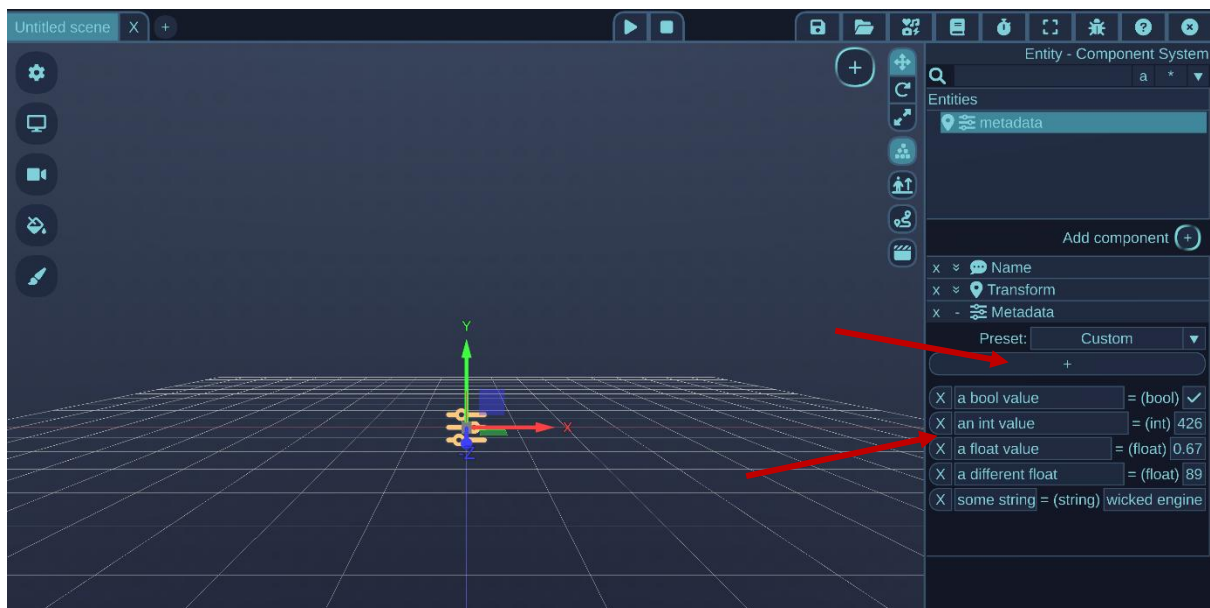 Untitled scene X +
Entity - Component System
a * ▼
Entities
metadata
Add component +
x Name
x Transform
x - Metadata
Preset: Custom ▼
+
X a bool value = (bool) ✓
X an int value = (int) 426
X a float value = (float) 0.67
X a different float = (float) 89
X some string = (string) wicked engine
Y
X
Z